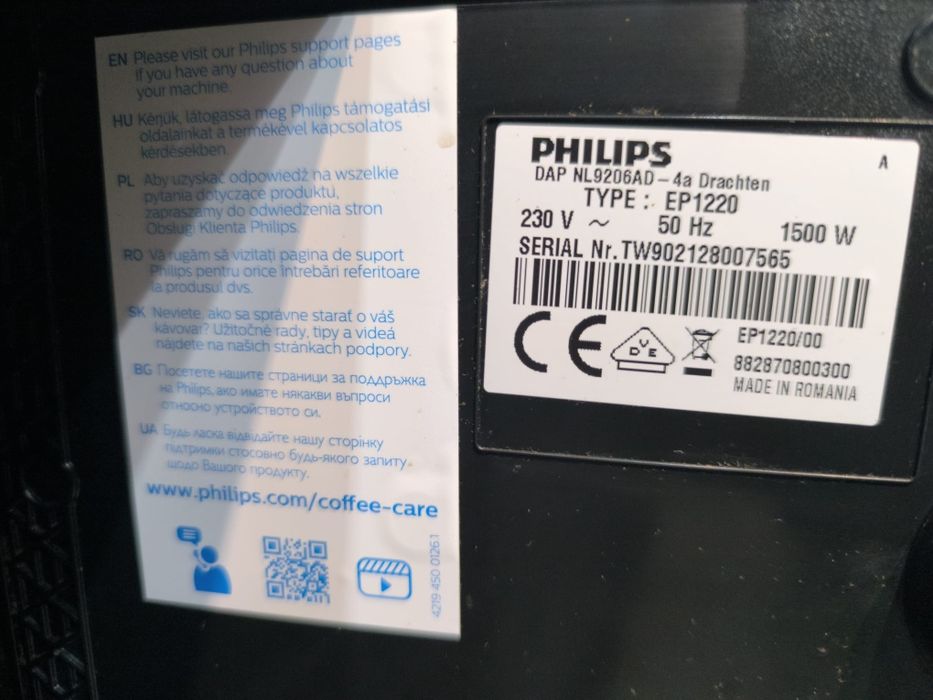 EN Please visit our Philips support pages
if you have any question about
your machine.
HU Kérjük, látogassa meg Philips támogatási
oldalainkat a termékével kapcsolatos
kérdésekben.
PL Aby uzyskać odpowiedź na wszelkie
pytania dotyczące produktu,
zapraszamy do odwiedzenia stron
Obsługi Klienta Philips.
RO Vă rugăm să vizitați pagina de suport
Philips pentru orice întrebări referitoare
la produsul dvs.
SK Neviete, ako sa správne starať o váš
kávovar? Užitočné rady, tipy a videá
nájdete na našich stránkach podpory.
BG Посетете нашите страници за поддръжка
на Philips, ако имате някакви въпроси
относно устройството си.
UA Будь ласка відвідайте нашу сторінку
підтримки стосовно будь-якого запиту
щодо Вашого продукту.
www.philips.com/coffee-care
4219 450 01261
PHILIPS
A
DAP NL9206AD-4a Drachten
TYPE : EP1220
230 V ~ 50 Hz 1500 W
SERIAL Nr. TW902128007565
CE
VDE
EP1220/00
882870800300
MADE IN ROMANIA